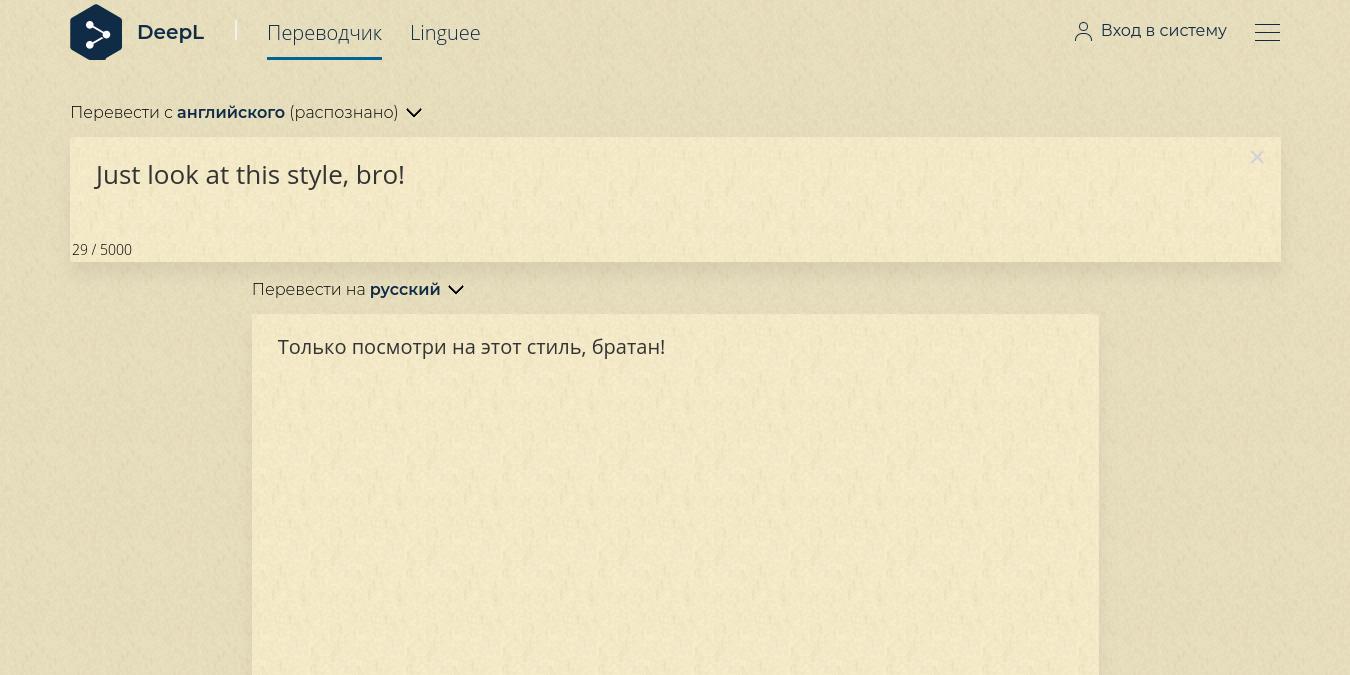 DeepL Переводчик Linguee Вход в систему
Перевести с английского (распознано)
Just look at this style, bro!
29 / 5000
Перевести на русский
Только посмотри на этот стиль, братан!